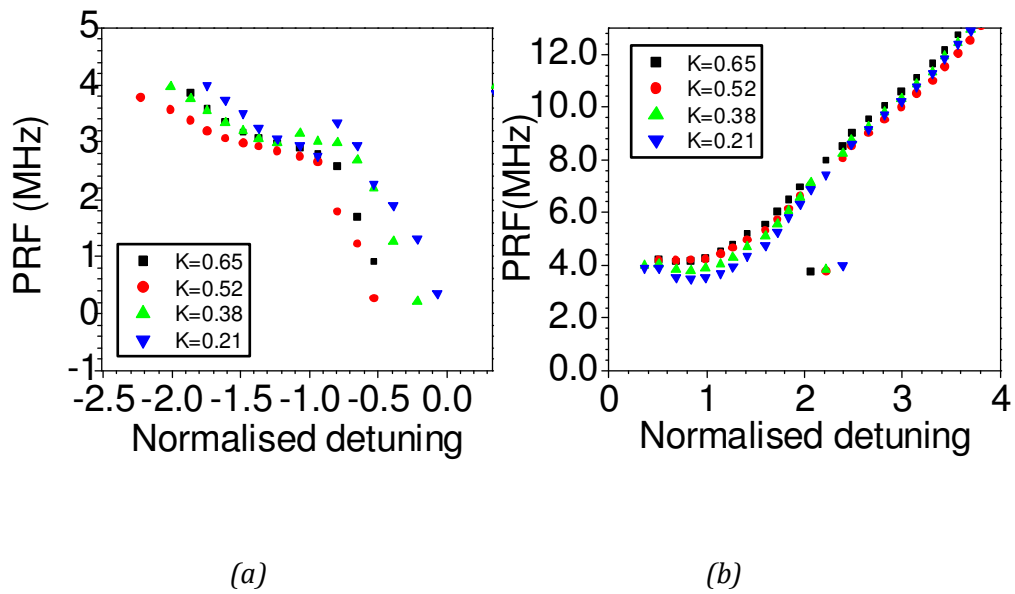 5
4
3
2
1
0
-1
PRF (MHz)
K=0.65
K=0.52
K=0.38
K=0.21
-2.5 -2.0 -1.5 -1.0 -0.5 0.0
Normalised detuning
12.0
10.0
8.0
6.0
4.0
2.0
0.0
PRF(MHz)
K=0.65
K=0.52
K=0.38
K=0.21
0 1 2 3 4
Normalised detuning
(a) (b)